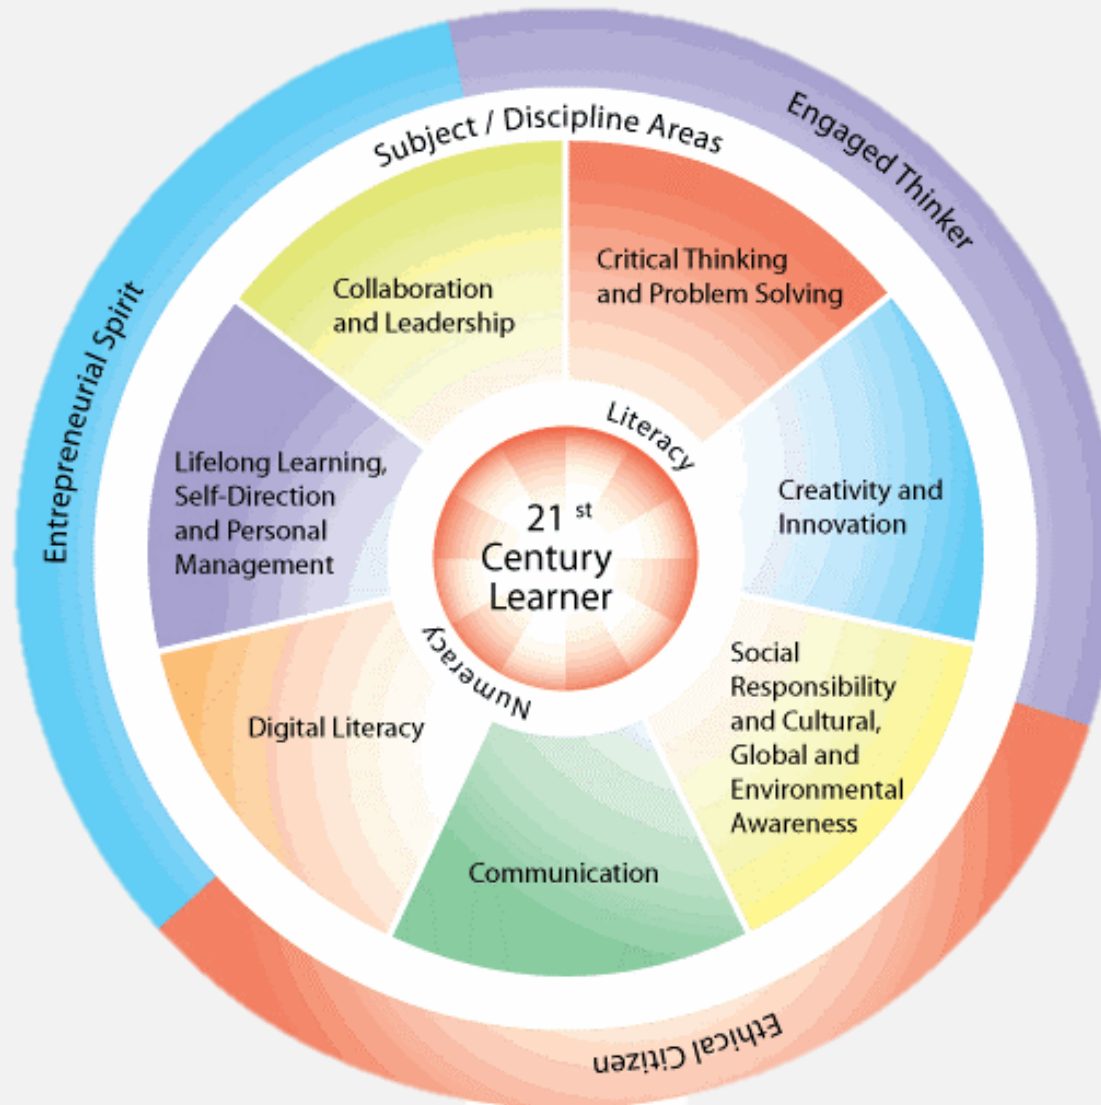 Engaged Thinker
Subject / Discipline Areas
Entrepreneurial Spirit
Collaboration
and Leadership
Critical Thinking
and Problem Solving
Lifelong Learning,
Self-Direction
and Personal
Management
Literacy
21 st
Century
Learner
Numeracy
Creativity and
Innovation
Digital Literacy
Social
Responsibility
and Cultural,
Global and
Environmental
Awareness
Communication
Ethical Citizen